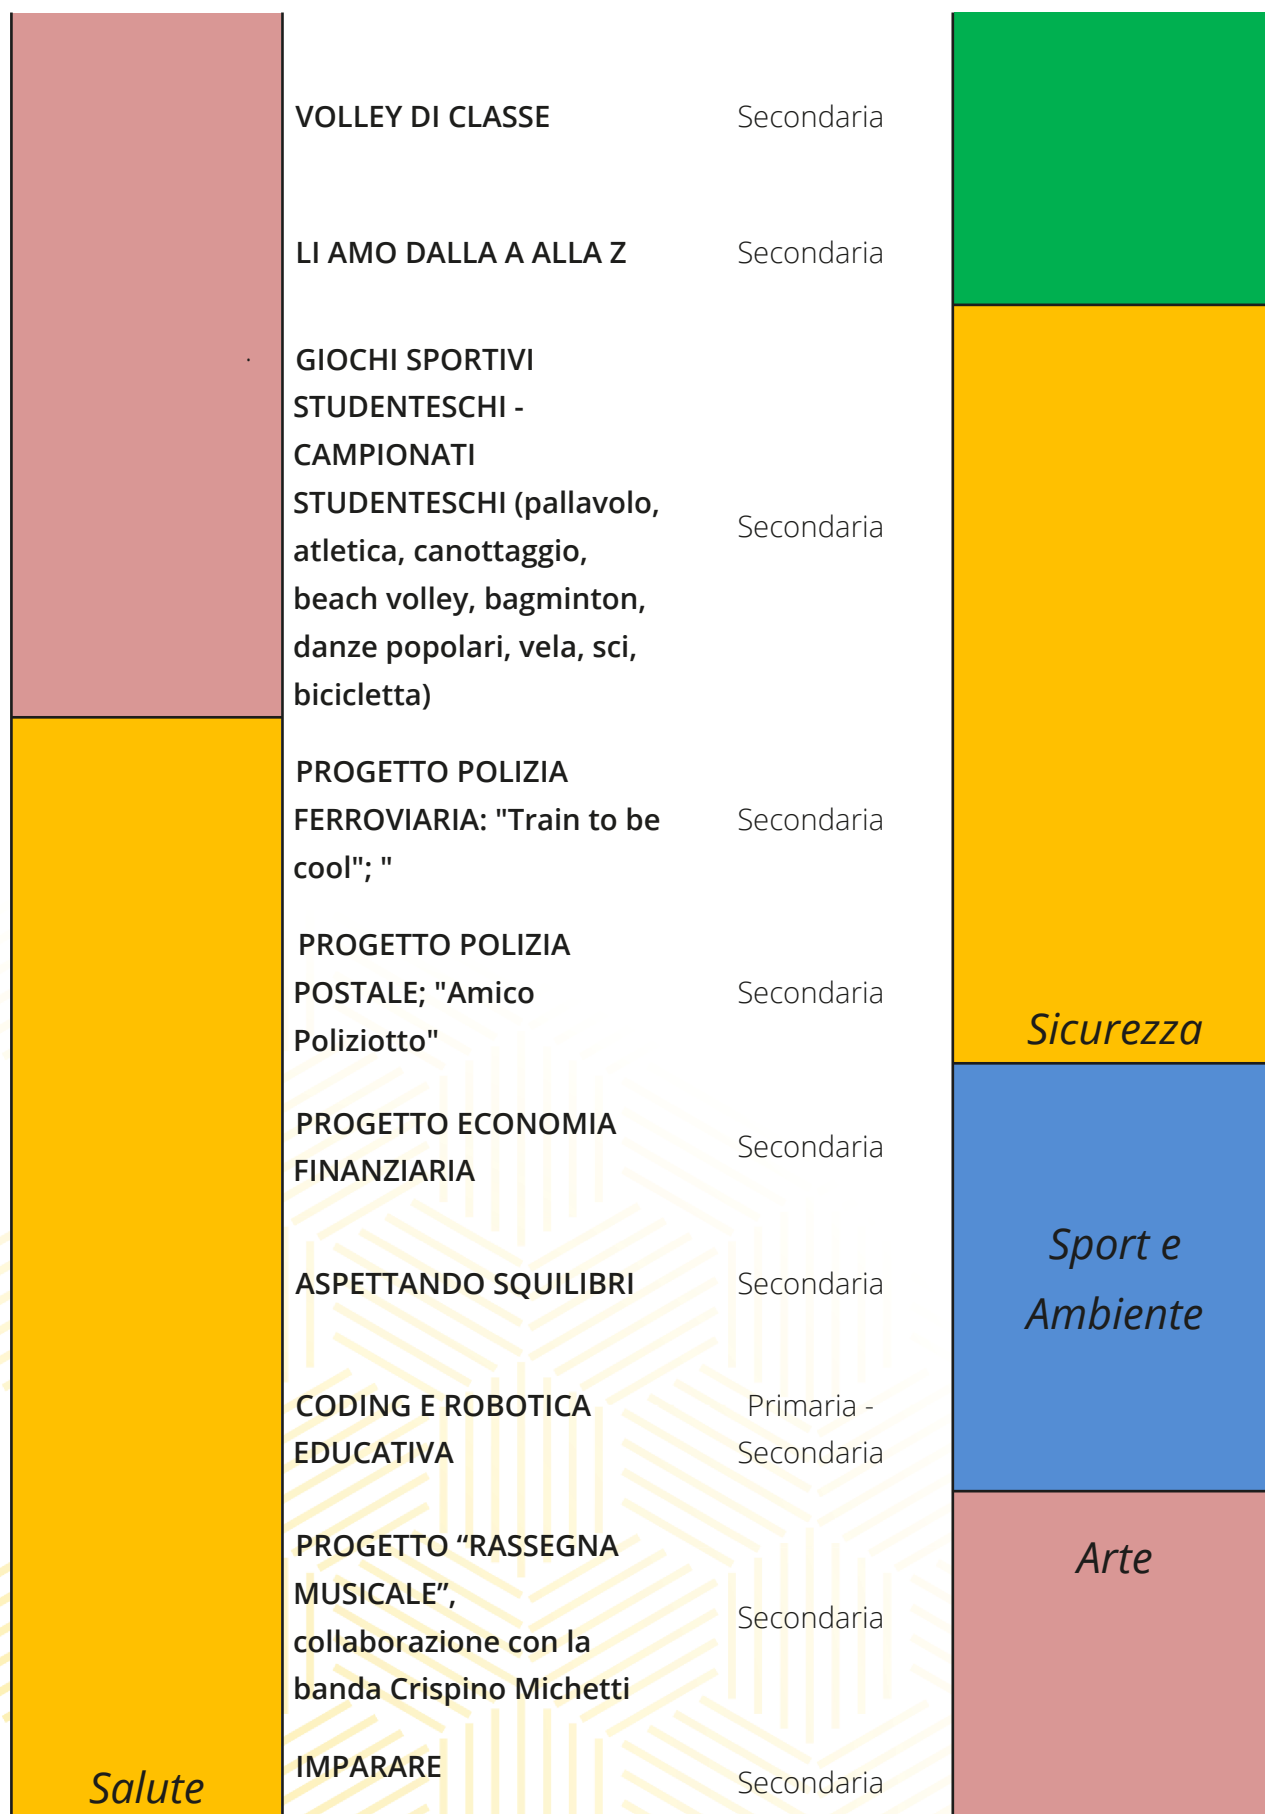 VOLLEY DI CLASSE
Secondaria
LI AMO DALLA A ALLA Z
Secondaria
.
GIOCHI SPORTIVI
STUDENTESCHI -
CAMPIONATI
STUDENTESCHI (pallavolo,
atletica, canottaggio,
beach volley, bagminton,
danze popolari, vela, sci,
bicicletta)
Secondaria
PROGETTO POLIZIA
FERROVIARIA: "Train to be
cool"; "
Secondaria
PROGETTO POLIZIA
POSTALE; "Amico
Poliziotto"
Secondaria
Sicurezza
PROGETTO ECONOMIA
FINANZIARIA
Secondaria
Sport e
Ambiente
ASPETTANDO SQUILIBRI
Secondaria
CODING E ROBOTICA
EDUCATIVA
Primaria -
Secondaria
PROGETTO “RASSEGNA
MUSICALE”,
collaborazione con la
banda Crispino Michetti
Secondaria
Arte
Salute
IMPARARE
Secondaria